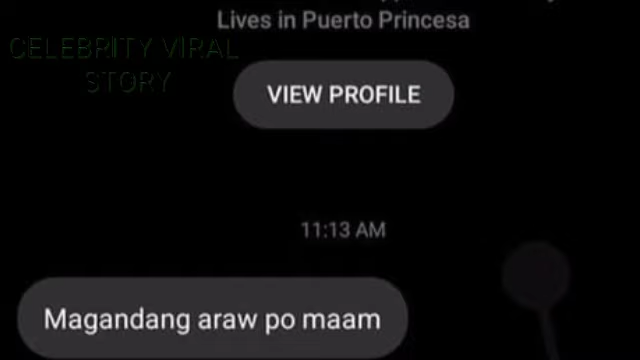 Lives in Puerto Princesa
CELEBRITY VIRAL
STORY
VIEW PROFILE
11:13 AM
Magandang araw po maam